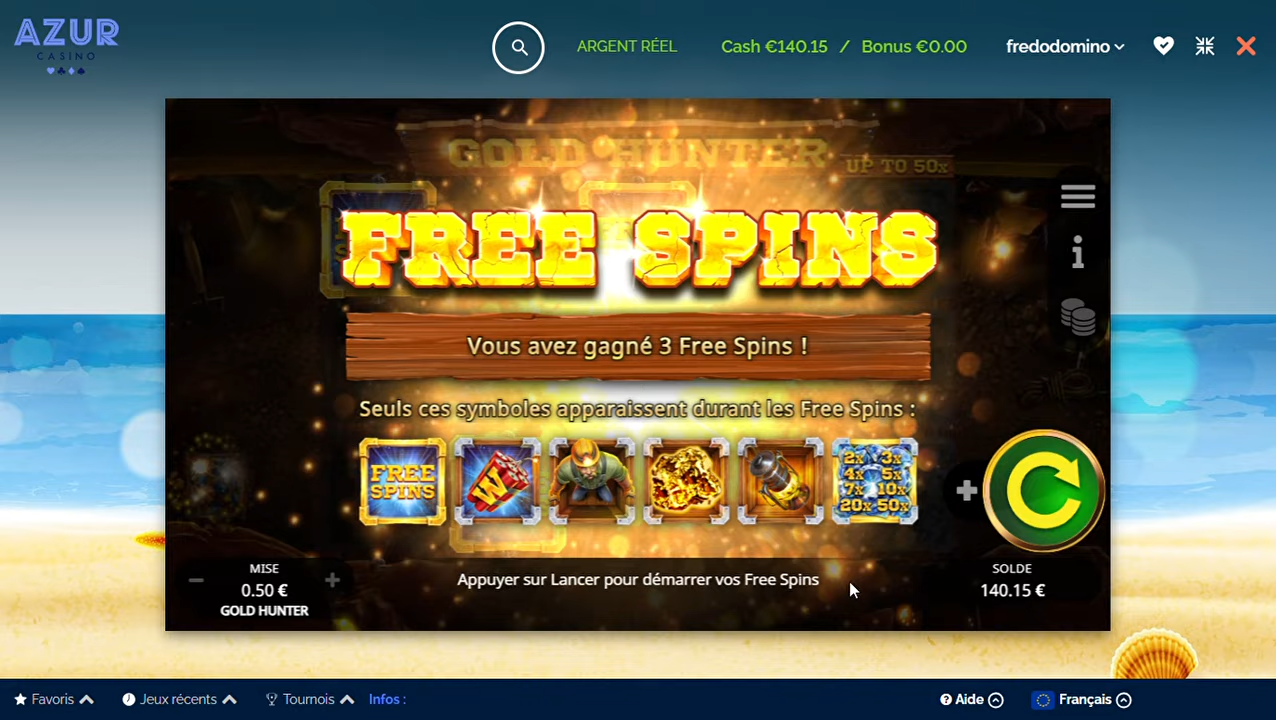 AZUR
CASINO
ARGENT RÉEL
Cash €140.15 / Bonus €0.00
fredodomino
GOLD HUNTER
UP TO 50x
FREE SPINS
Vous avez gagné 3 Free Spins !
Seuls ces symboles apparaissent durant les Free Spins :
FREE
SPINS
W
2x 3x
4x 5x
7x 10x
20x 50x
MISE
0.50 €
GOLD HUNTER
Appuyer sur Lancer pour démarrer vos Free Spins
SOLDE
140.15 €
Favoris
Jeux récents
Tournois
Infos :
Aide
Français